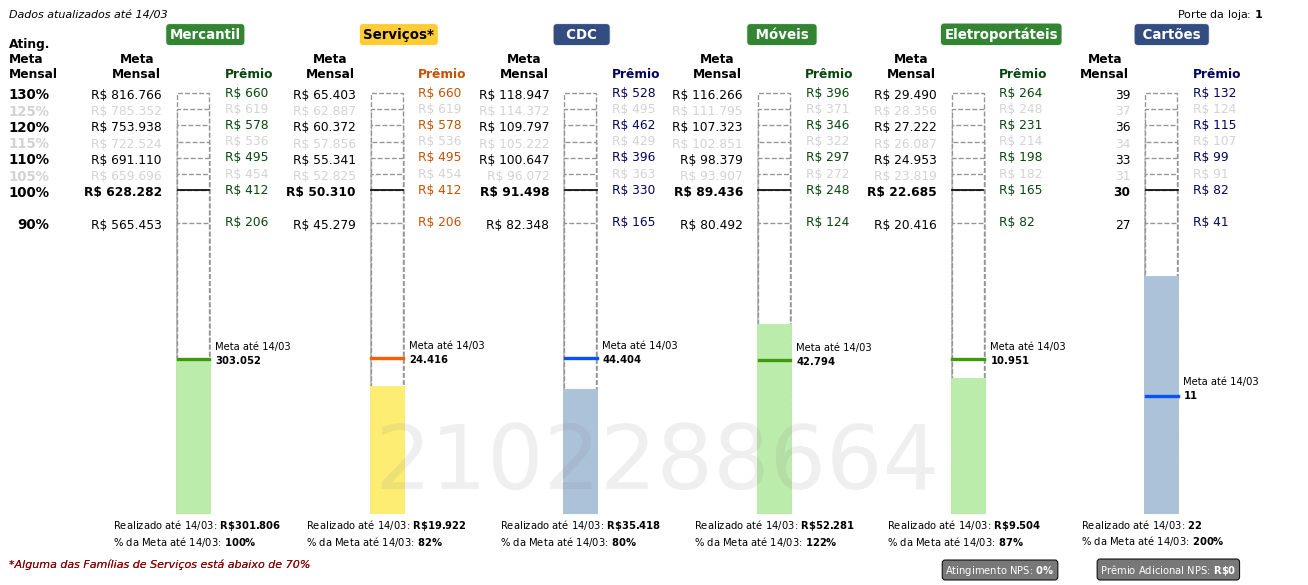 Dados atualizados até 14/03 Porte da loja: 1
Mercantil Serviços* CDC Móveis Eletroportáteis Cartões
Ating. Meta Mensal Meta Mensal Prêmio Meta Mensal Prêmio Meta Mensal Prêmio Meta Mensal Prêmio Meta Mensal Prêmio Meta Mensal Prêmio
130% R$ 816.766 R$ 660 R$ 65.403 R$ 660 R$ 118.947 R$ 528 R$ 116.266 R$ 396 R$ 29.490 R$ 264 39 R$ 132
125% R$ 785.352 R$ 619 R$ 62.887 R$ 619 R$ 114.372 R$ 495 R$ 111.795 R$ 371 R$ 28.356 R$ 248 37 R$ 124
120% R$ 753.938 R$ 578 R$ 60.372 R$ 578 R$ 109.797 R$ 462 R$ 107.323 R$ 346 R$ 27.222 R$ 231 36 R$ 115
115% R$ 722.524 R$ 536 R$ 57.856 R$ 536 R$ 105.222 R$ 429 R$ 102.851 R$ 322 R$ 26.087 R$ 214 34 R$ 107
110% R$ 691.110 R$ 495 R$ 55.341 R$ 495 R$ 100.647 R$ 396 R$ 98.379 R$ 297 R$ 24.953 R$ 198 33 R$ 99
105% R$ 659.696 R$ 454 R$ 52.825 R$ 454 R$ 96.072 R$ 363 R$ 93.907 R$ 272 R$ 23.819 R$ 182 31 R$ 91
100% R$ 628.282 R$ 412 R$ 50.310 R$ 412 R$ 91.498 R$ 330 R$ 89.436 R$ 248 R$ 22.685 R$ 165 30 R$ 82
90% R$ 565.453 R$ 206 R$ 45.279 R$ 206 R$ 82.348 R$ 165 R$ 80.492 R$ 124 R$ 20.416 R$ 82 27 R$ 41
Meta até 14/03 Meta até 14/03 Meta até 14/03 Meta até 14/03 Meta até 14/03
303.052 24.416 44.404 42.794 10.951
Meta até 14/03
11
2102288664
Realizado até 14/03: R$301.806 Realizado até 14/03: R$19.922 Realizado até 14/03: R$35.418 Realizado até 14/03: R$52.281 Realizado até 14/03: R$9.504 Realizado até 14/03: 22
% da Meta até 14/03: 100% % da Meta até 14/03: 82% % da Meta até 14/03: 80% % da Meta até 14/03: 122% % da Meta até 14/03: 87% % da Meta até 14/03: 200%
*Alguma das Famílias de Serviços está abaixo de 70% Atingimento NPS: 0% Prêmio Adicional NPS: R$0